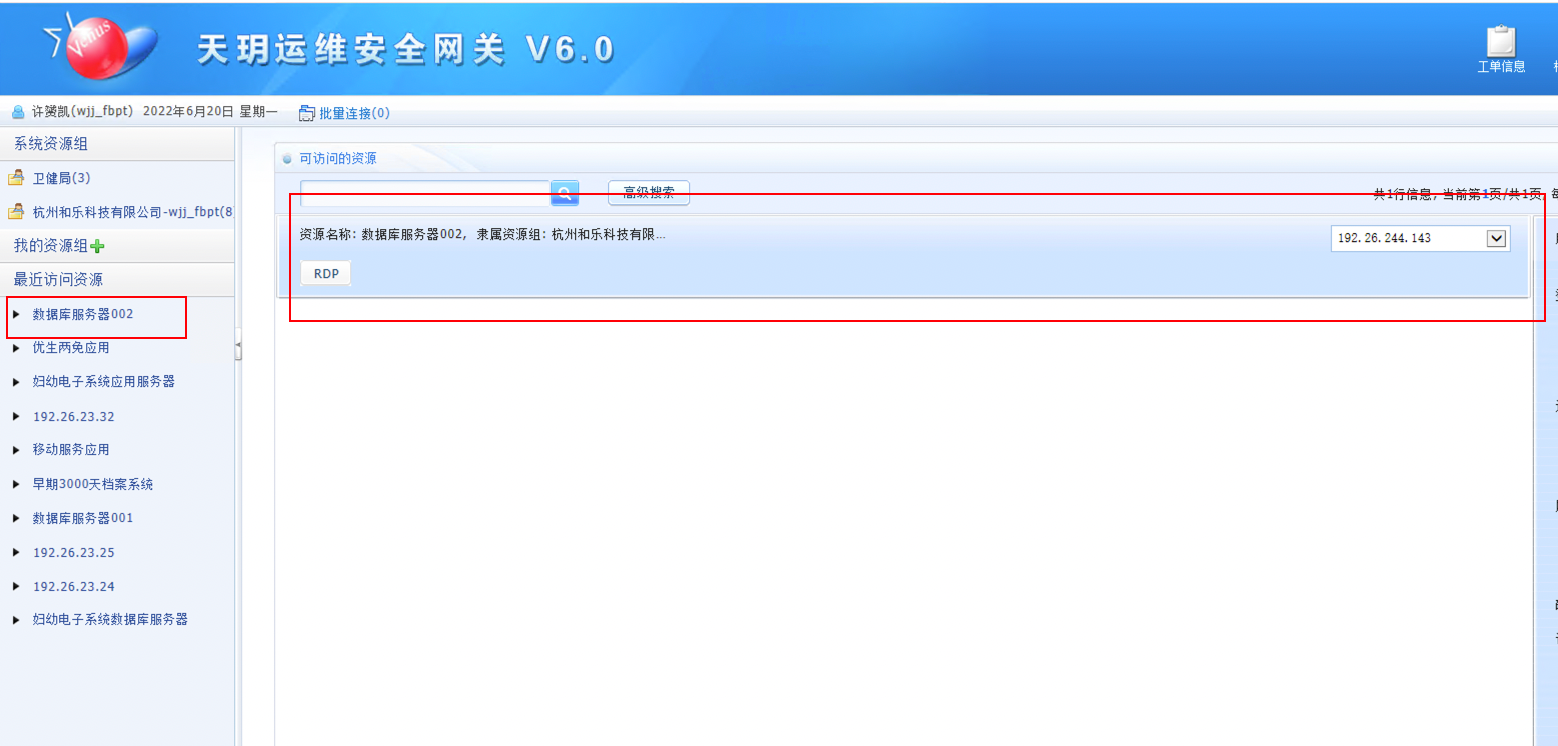 Venus
天玥运维安全网关 V6.0
工单信息
许赟凯(wjj_fbpt) 2022年6月20日 星期一 批量连接(0)
系统资源组
卫健局(3)
杭州和乐科技有限公司-wjj_fbpt(8
我的资源组
最近访问资源
数据库服务器002
优生两免应用
妇幼电子系统应用服务器
192.26.23.32
移动服务应用
早期3000天档案系统
数据库服务器001
192.26.23.25
192.26.23.24
妇幼电子系统数据库服务器
可访问的资源
高级搜索
共1行信息，当前第1页/共1页，每
资源名称：数据库服务器002，隶属资源组：杭州和乐科技有限...
192.26.244.143
RDP